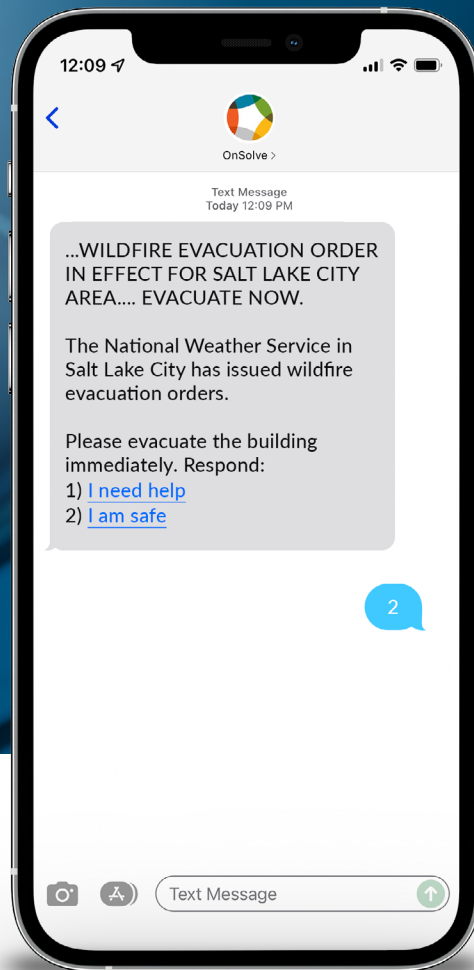 12:09
OnSolve >
Text Message
Today 12:09 PM
...WILDFIRE EVACUATION ORDER
IN EFFECT FOR SALT LAKE CITY
AREA.... EVACUATE NOW.
The National Weather Service in
Salt Lake City has issued wildfire
evacuation orders.
Please evacuate the building
immediately. Respond:
1) I need help
2) I am safe
2
Text Message